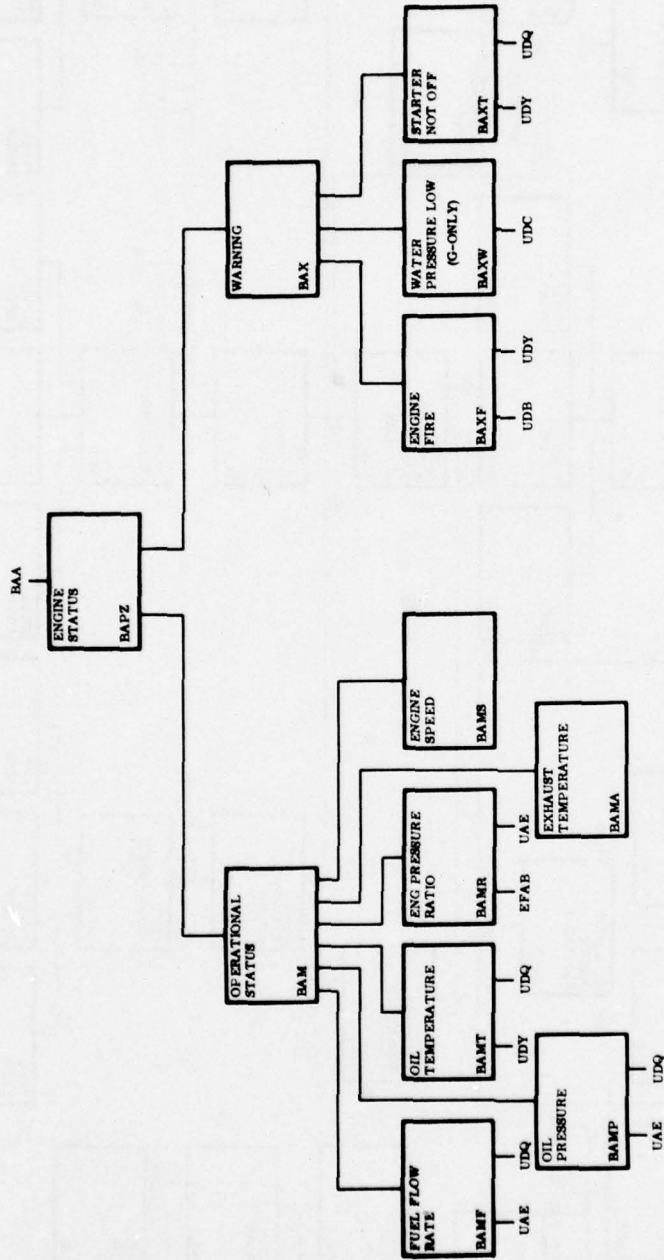 BAA
ENGINE
STATUS
BAPZ
OPERATIONAL
STATUS
BAM
WARNING
BAX
FUEL FLOW
RATE
BAMF
UAE
UDQ
OIL
PRESSURE
BAMP
UAE
UDQ
OIL
TEMPERATURE
BAMT
UDY
UDQ
ENG PRESSURE
RATIO
BAMR
EFAB
UAE
EXHAUST
TEMPERATURE
BAMA
ENGINE
SPEED
BAMS
ENGINE
FIRE
BAXF
UDB
UDY
WATER
PRESSURE LOW
(G-ONLY)
BAXW
UDC
STARTER
NOT OFF
BAXT
UDY
UDQ